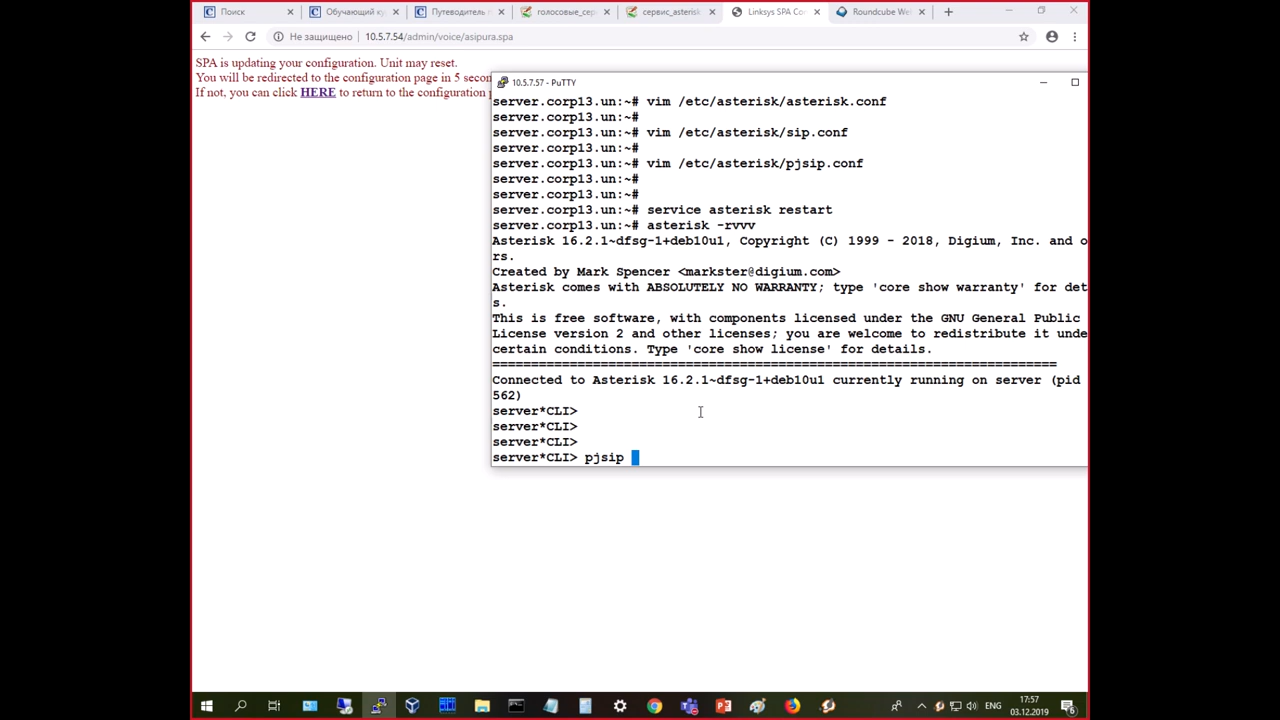 Поиск
Обучающий ку
Путеводитель п
голосовые_сер
сервис_asterisk
Linksys SPA Co
Roundcube We
Не защищено
10.5.7.54/admin/voice/asipura.spa
SPA is updating your configuration. Unit may reset.
You will be redirected to the configuration page in 5 secon
If not, you can click HERE to return to the configuration p
10.5.7.57 - PuTTY
server.corp13.un:~# vim /etc/asterisk/asterisk.conf
server.corp13.un:~#
server.corp13.un:~# vim /etc/asterisk/sip.conf
server.corp13.un:~#
server.corp13.un:~# vim /etc/asterisk/pjsip.conf
server.corp13.un:~#
server.corp13.un:~#
server.corp13.un:~# service asterisk restart
server.corp13.un:~# asterisk -rvvv
Asterisk 16.2.1~dfsg-1+deb10u1, Copyright (C) 1999 - 2018, Digium, Inc. and o
rs.
Created by Mark Spencer <markster@digium.com>
Asterisk comes with ABSOLUTELY NO WARRANTY; type 'core show warranty' for det
s.
This is free software, with components licensed under the GNU General Public
License version 2 and other licenses; you are welcome to redistribute it unde
certain conditions. Type 'core show license' for details.
=========================================================================
Connected to Asterisk 16.2.1~dfsg-1+deb10u1 currently running on server (pid
562)
server*CLI>
server*CLI>
server*CLI>
server*CLI> pjsip
ENG
17:57
03.12.2019
6